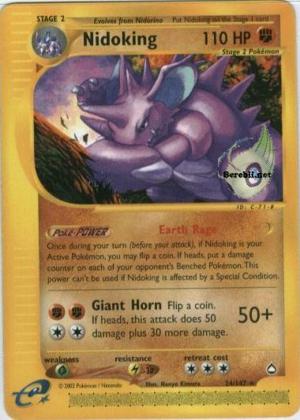 STAGE 2
Evolves from Nidorino
Put Nidoking on the Stage 1 card
Nidoking
110 HP
Stage 2 Pokémon
Berebil.net
ID: C-71-#
Poké-POWER
Earth Rage
Once during your turn (before your attack), if Nidoking is your
Active Pokémon, you may flip a coin. If heads, put a damage
counter on each of your opponent's Benched Pokémon. This
power can't be used if Nidoking is affected by a Special Condition.
Giant Horn Flip a coin.
If heads, this attack does 50
damage plus 30 more damage.
50+
weakness
resistance
retreat cost
-30
©2002 Pokémon / Nintendo
Illus. Naoyo Kimura
24/147
e